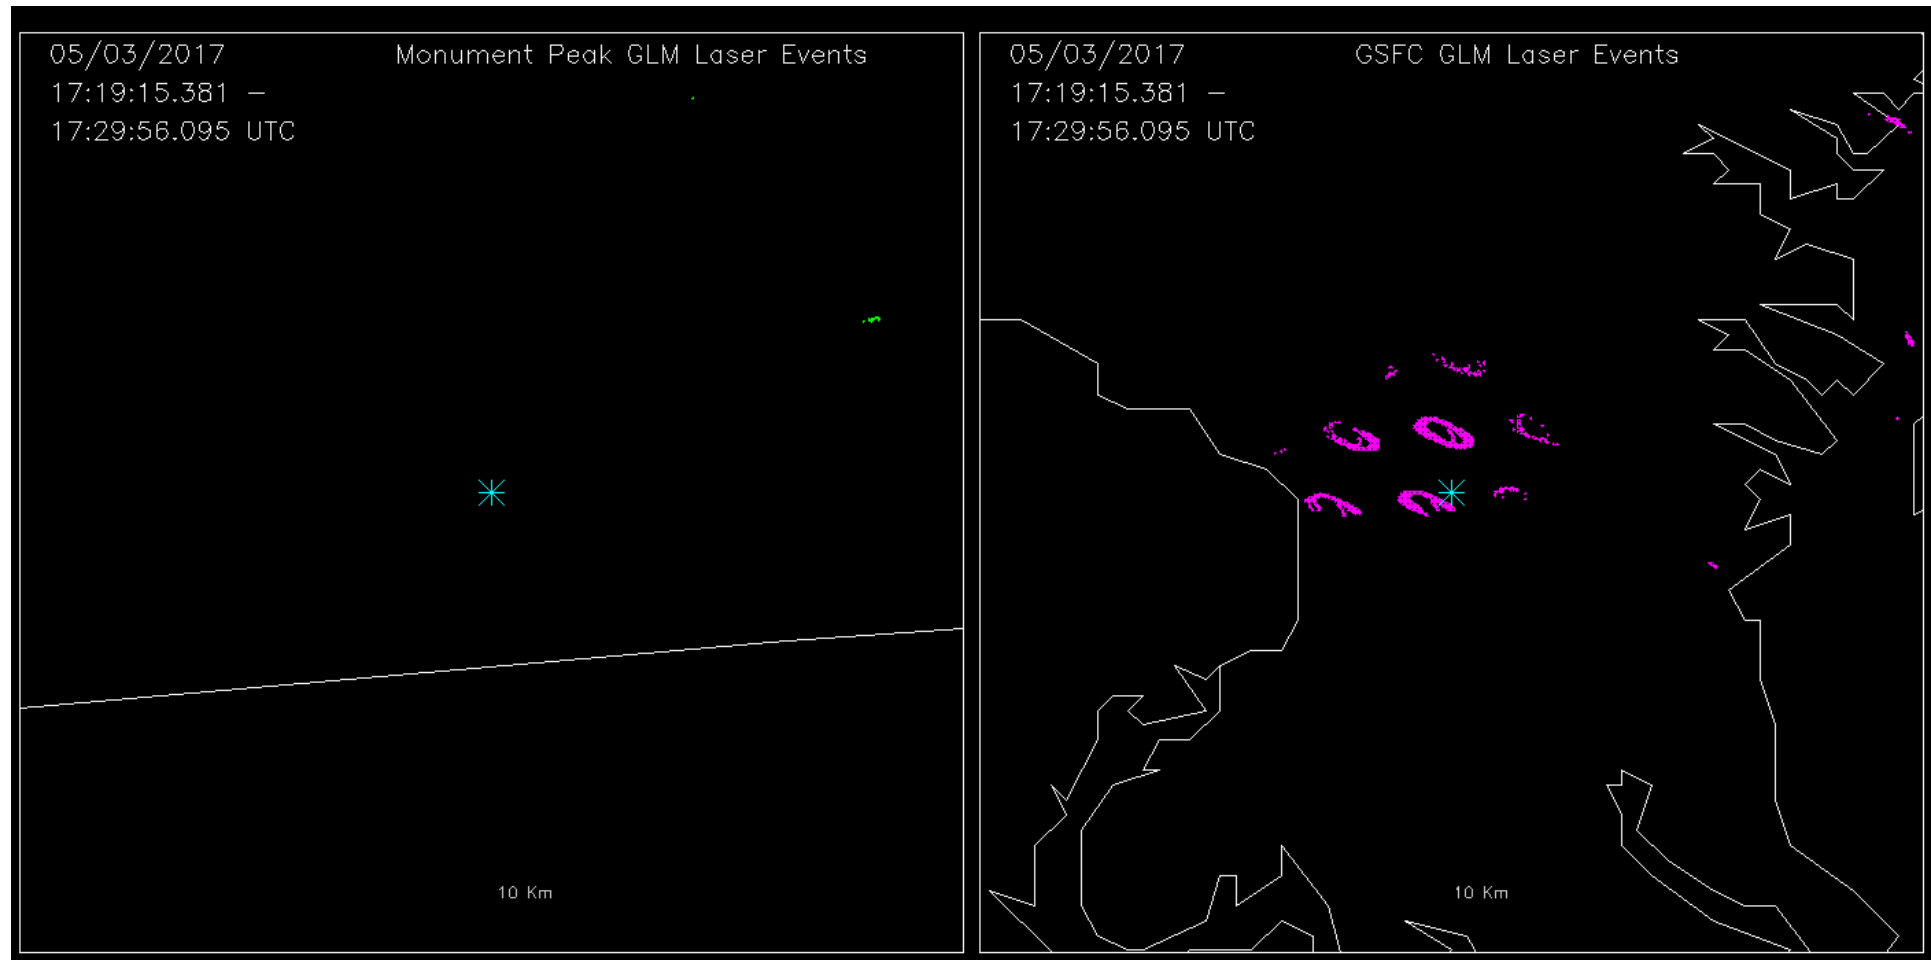 05/03/2017 Monument Peak GLM Laser Events
17:19:15.381 –
17:29:56.095 UTC
10 Km
05/03/2017 GSFC GLM Laser Events
17:19:15.381 –
17:29:56.095 UTC
10 Km